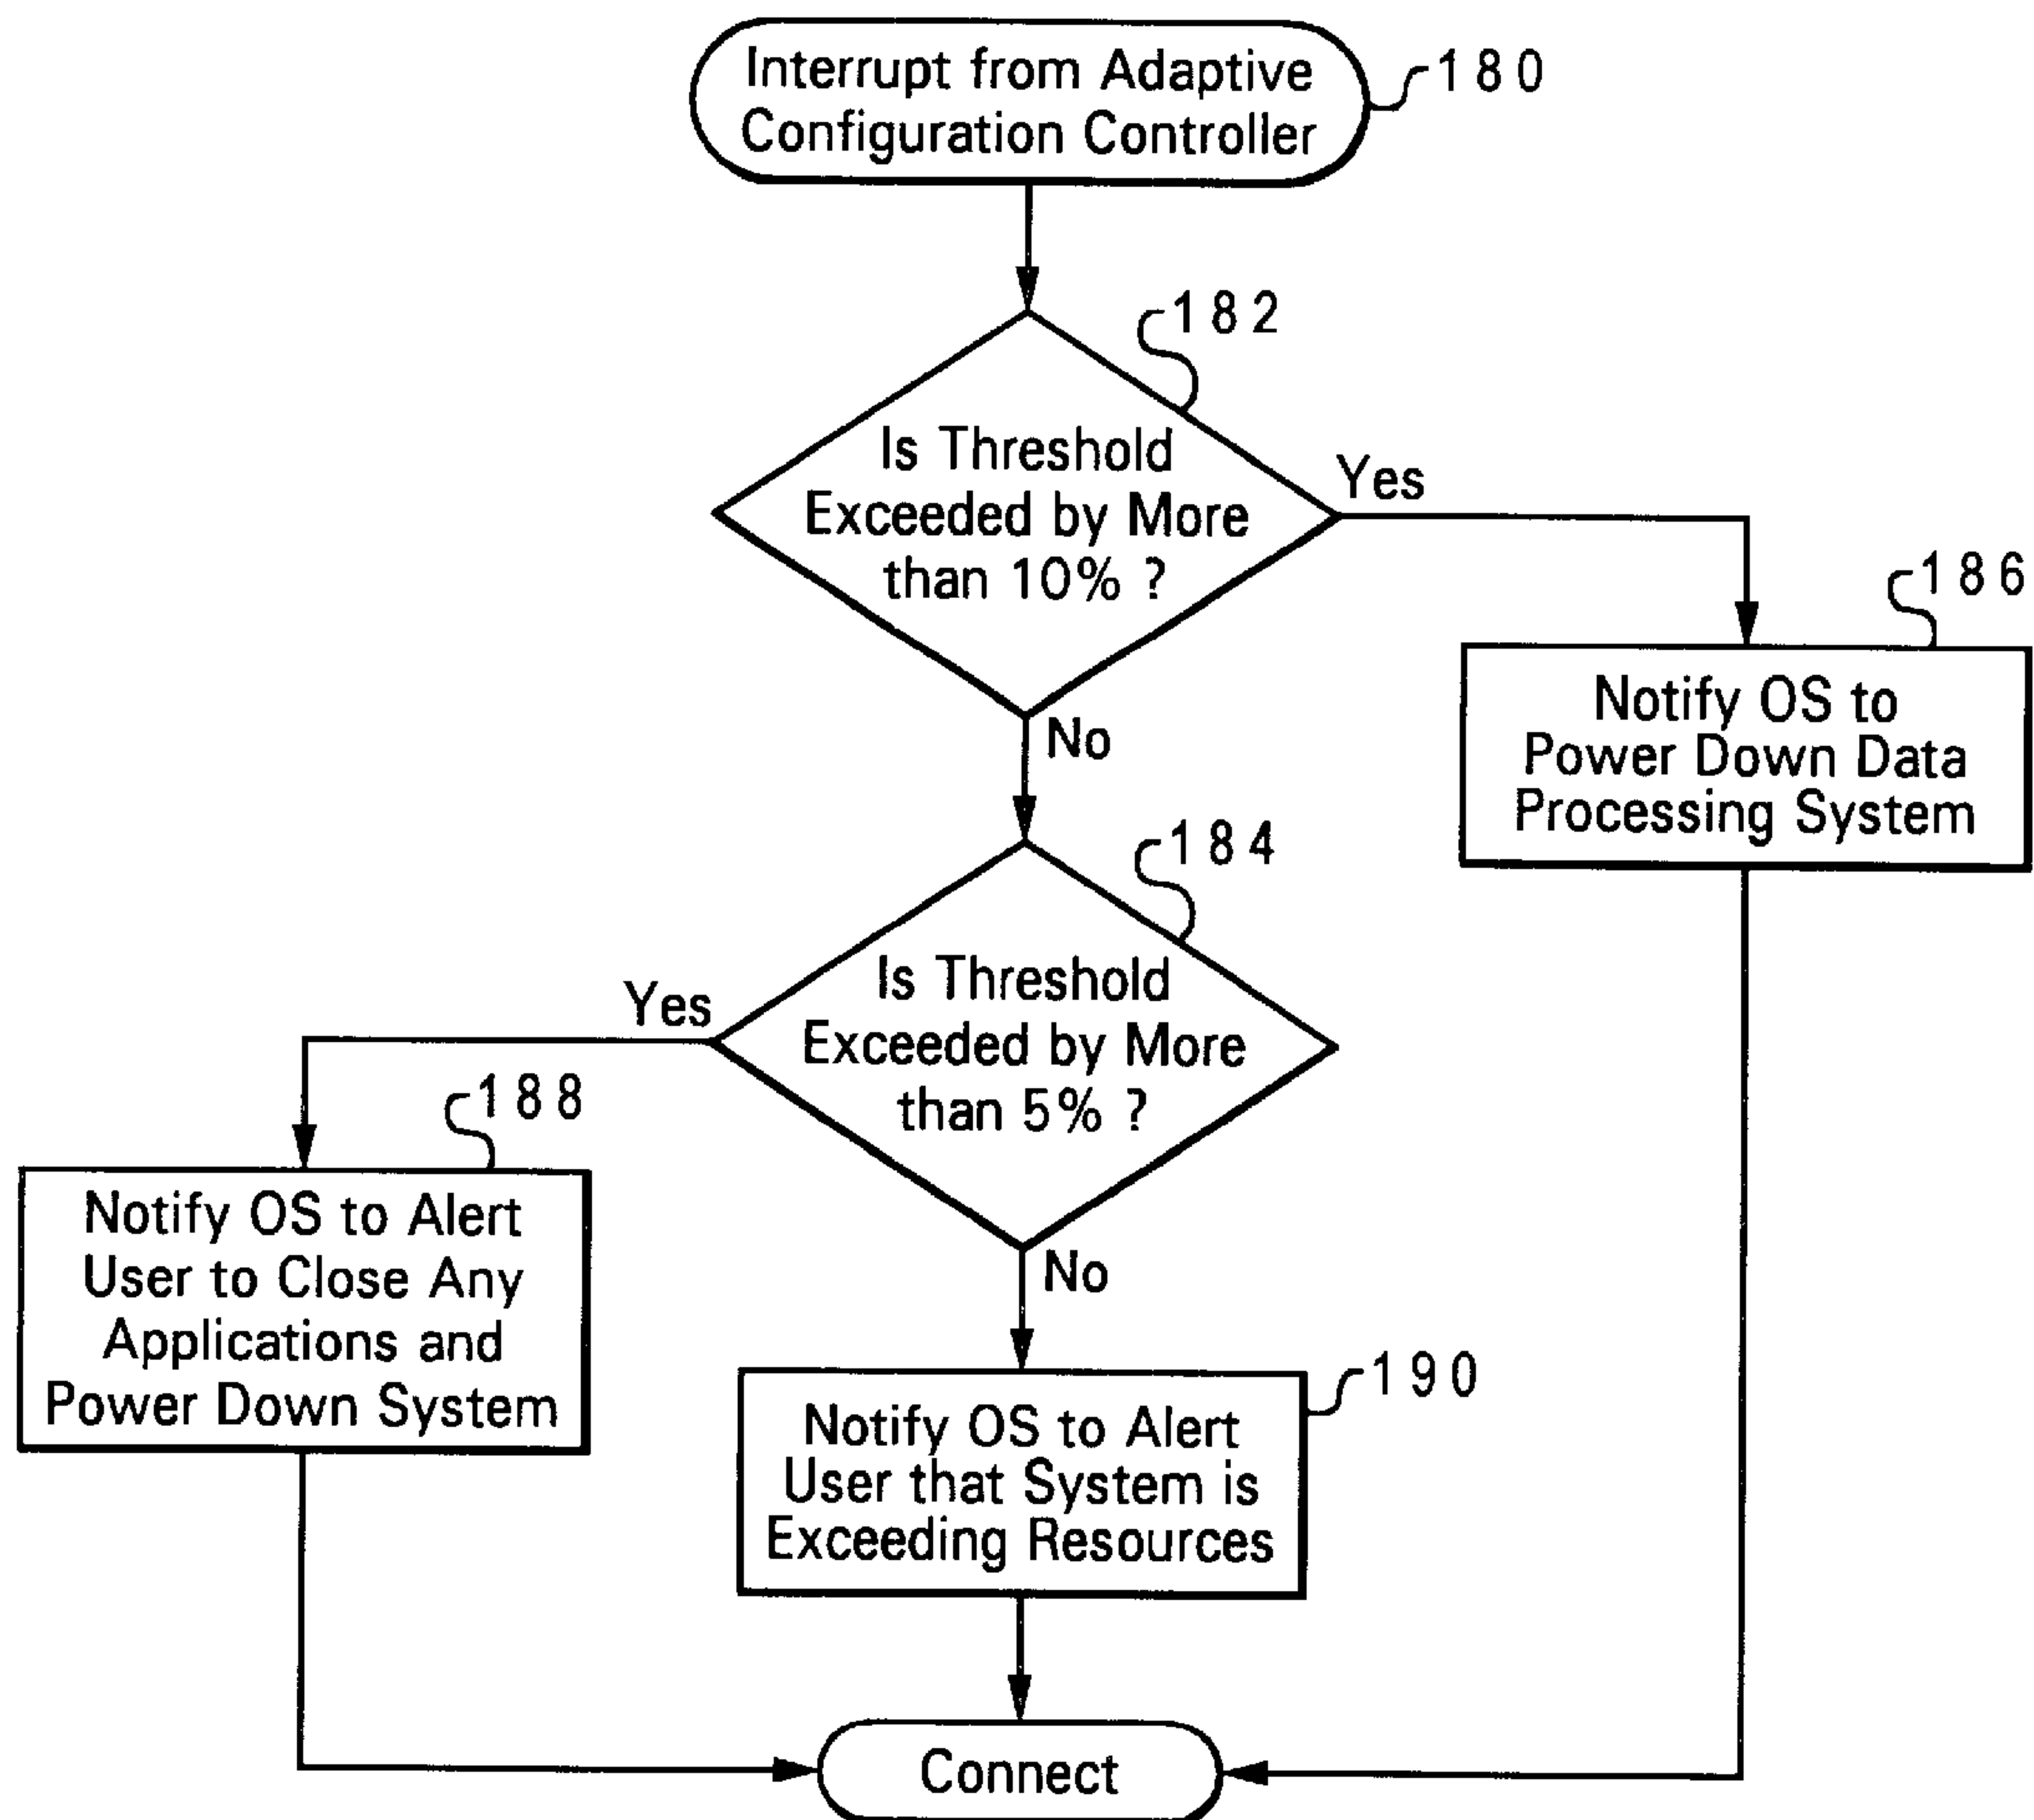 Interrupt from Adaptive
Configuration Controller
180
182
Is Threshold
Exceeded by More
than 10% ?
Yes
No
186
Notify OS to
Power Down Data
Processing System
184
Is Threshold
Exceeded by More
than 5% ?
Yes
No
188
Notify OS to Alert
User to Close Any
Applications and
Power Down System
190
Notify OS to Alert
User that System is
Exceeding Resources
Connect